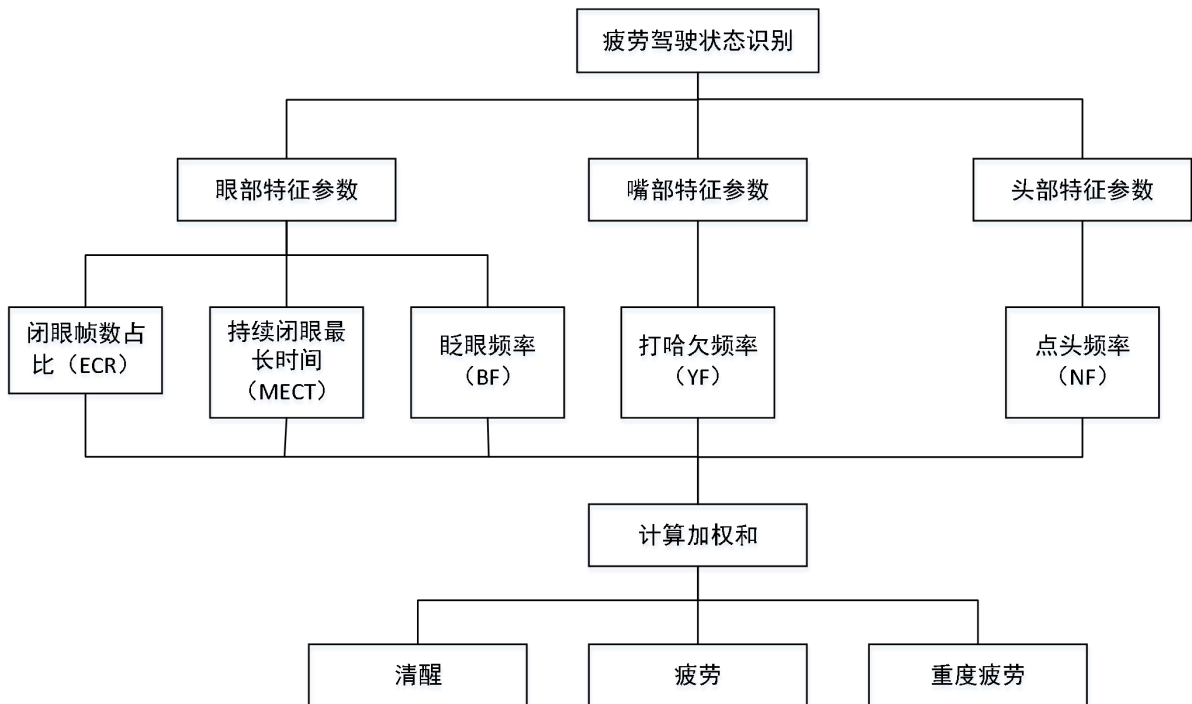 疲劳驾驶状态识别
眼部特征参数
嘴部特征参数
头部特征参数
闭眼帧数占
比（ECR）
持续闭眼最
长时间
（MECT）
眨眼频率
（BF）
打哈欠频率
（YF）
点头频率
（NF）
计算加权和
清醒
疲劳
重度疲劳